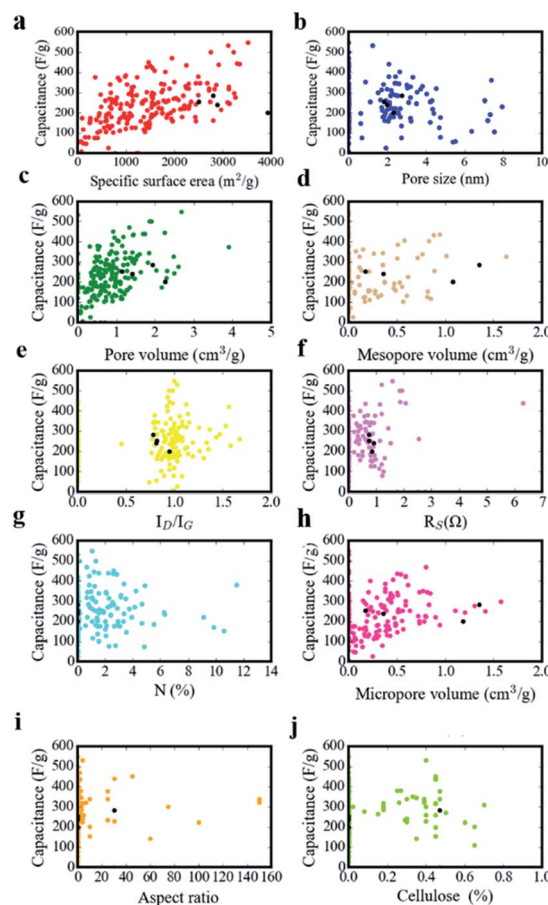 a
b
Capacitance (F/g)
600
500
400
300
200
100
0
0 1000 2000 3000 4000
Specific surface erea (m²/g)
Capacitance (F/g)
600
500
400
300
200
100
0
0 2 4 6 8 10
Pore size (nm)
c
d
Capacitance (F/g)
600
500
400
300
200
100
0
0 1 2 3 4 5
Pore volume (cm³/g)
Capacitance (F/g)
600
500
400
300
200
100
0
0.0 0.5 1.0 1.5 2.0
Mesopore volume (cm³/g)
e
f
Capacitance (F/g)
600
500
400
300
200
100
0
0.0 0.5 1.0 1.5 2.0
I_D/I_G
Capacitance (F/g)
600
500
400
300
200
100
0
0 1 2 3 4 5 6 7
R_S(Ω)
g
h
Capacitance (F/g)
600
500
400
300
200
100
0
0 2 4 6 8 10 12 14
N (%)
Capacitance (F/g)
600
500
400
300
200
100
0
0.0 0.5 1.0 1.5 2.0
Micropore volume (cm³/g)
i
j
Capacitance (F/g)
600
500
400
300
200
100
0
0 20 40 60 80 100 120 140 160
Aspect ratio
Capacitance (F/g)
600
500
400
300
200
100
0
0.0 0.2 0.4 0.6 0.8 1.0
Cellulose (%)